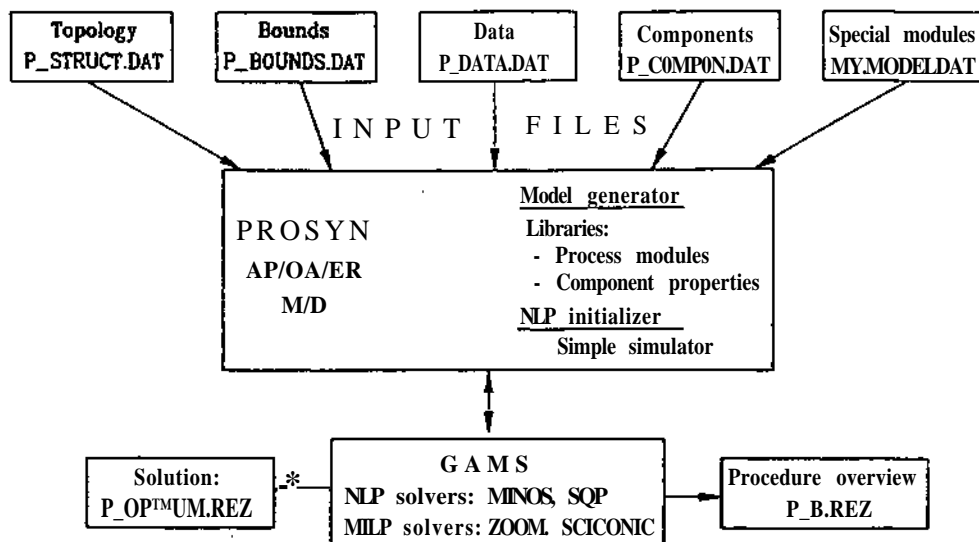 Topology
P_STRUCT.DAT
Bounds
P_BOUNDS.DAT
Data
P_DATA.DAT
Components
P_C0MP0N.DAT
Special modules
MY.MODEL.DAT
INPUT FILES
PROSYN
AP/OA/ER
M/D
Model generator
Libraries:
- Process modules
- Component properties
NLP initializer
Simple simulator
Solution:
P_OP™UM.REZ
-*
GAMS
NLP solvers: MINOS, SQP
MILP solvers: ZOOM. SCICONIC
Procedure overview
P_B.REZ